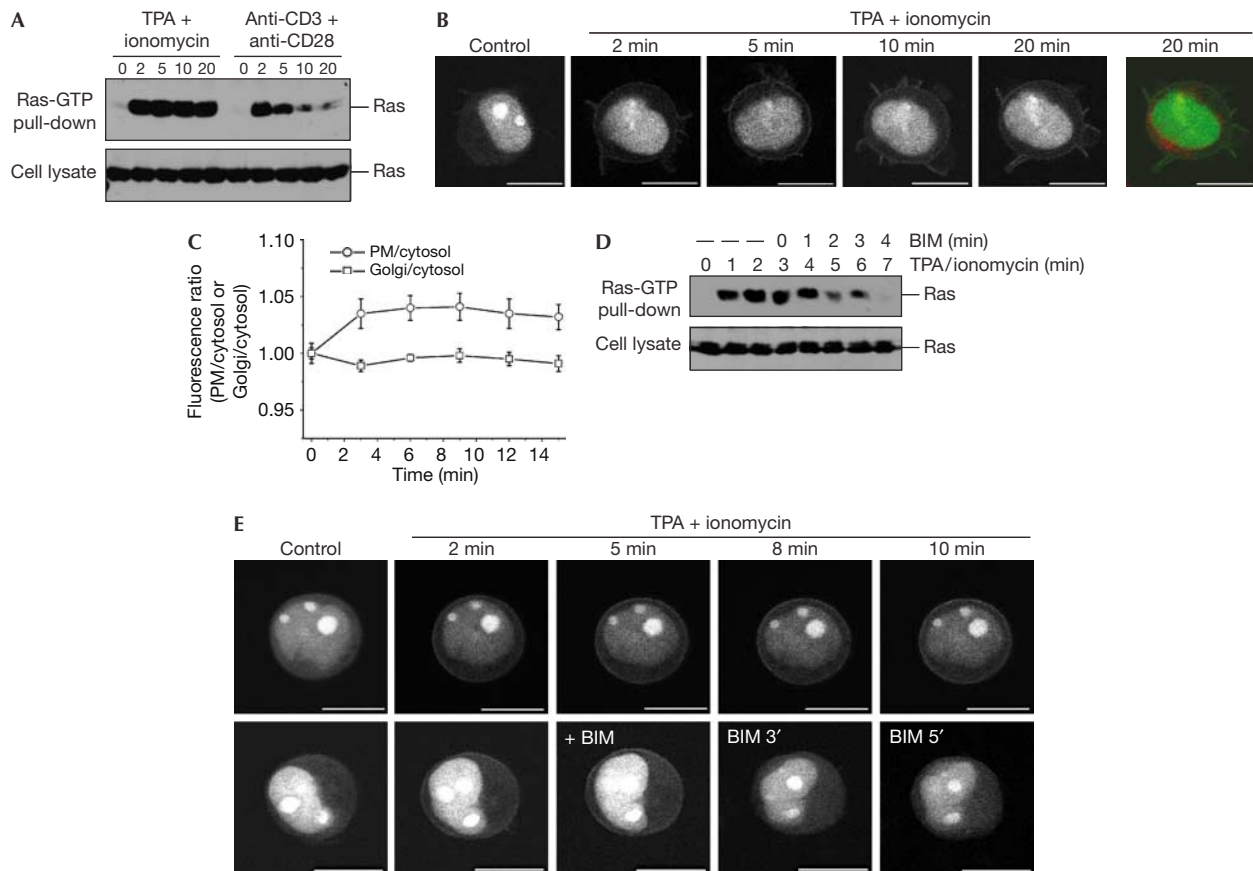 A
TPA + ionomycin
Anti-CD3 + anti-CD28
0 2 5 10 20 0 2 5 10 20
Ras-GTP pull-down
Ras
Cell lysate
Ras
B
TPA + ionomycin
Control
2 min
5 min
10 min
20 min
20 min
C
1.10
1.05
1.00
0.95
PM/cytosol
Golgi/cytosol
Fluorescence ratio
(PM/cytosol or
Golgi/cytosol)
0 2 4 6 8 10 12 14
Time (min)
D
— — — 0 1 2 3 4 BIM (min)
0 1 2 3 4 5 6 7 TPA/ionomycin (min)
Ras-GTP pull-down
Ras
Cell lysate
Ras
E
TPA + ionomycin
Control
2 min
5 min
8 min
10 min
+ BIM
BIM 3′
BIM 5′